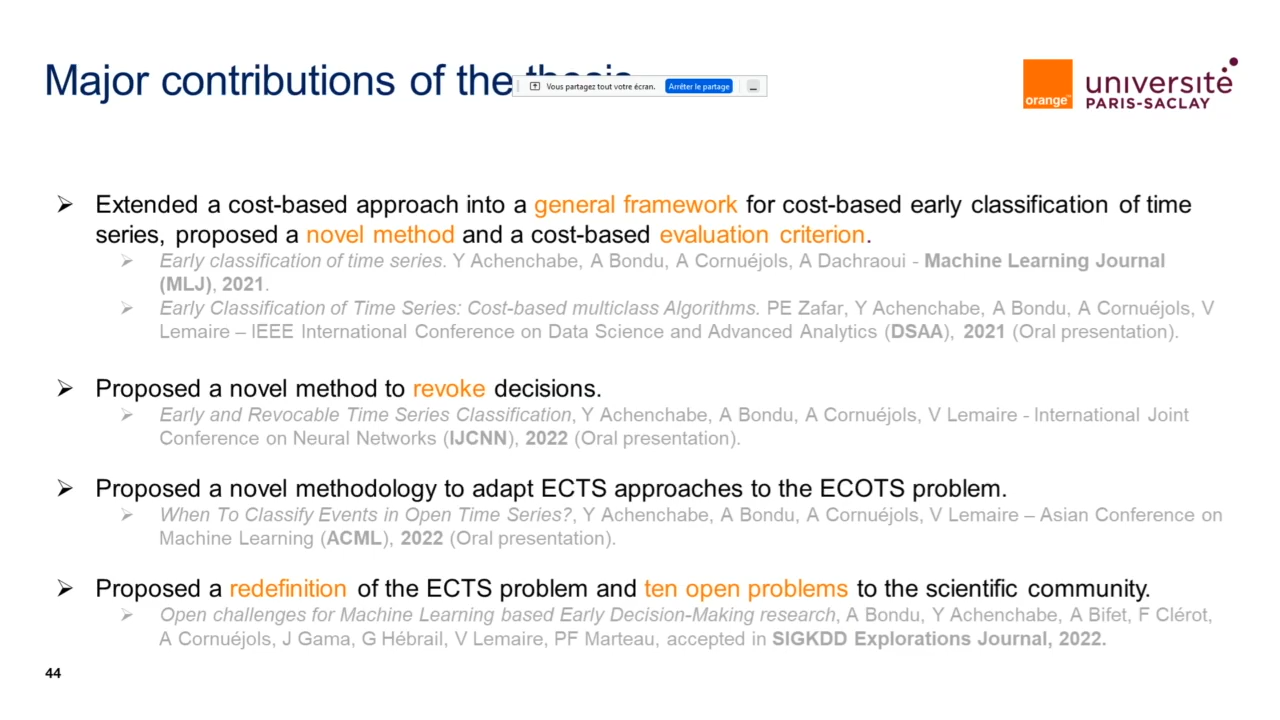 Major contributions of the thesis
Vous partagez tout votre écran. Arrêter le partage
orange™
université
PARIS-SACLAY
➤ Extended a cost-based approach into a general framework for cost-based early classification of time
series, proposed a novel method and a cost-based evaluation criterion.
➤ Early classification of time series. Y Achenchabe, A Bondu, A Cornuéjols, A Dachraoui - Machine Learning Journal
(MLJ), 2021.
➤ Early Classification of Time Series: Cost-based multiclass Algorithms. PE Zafar, Y Achenchabe, A Bondu, A Cornuéjols, V
Lemaire – IEEE International Conference on Data Science and Advanced Analytics (DSAA), 2021 (Oral presentation).
➤ Proposed a novel method to revoke decisions.
➤ Early and Revocable Time Series Classification, Y Achenchabe, A Bondu, A Cornuéjols, V Lemaire - International Joint
Conference on Neural Networks (IJCNN), 2022 (Oral presentation).
➤ Proposed a novel methodology to adapt ECTS approaches to the ECOTS problem.
➤ When To Classify Events in Open Time Series?, Y Achenchabe, A Bondu, A Cornuéjols, V Lemaire – Asian Conference on
Machine Learning (ACML), 2022 (Oral presentation).
➤ Proposed a redefinition of the ECTS problem and ten open problems to the scientific community.
➤ Open challenges for Machine Learning based Early Decision-Making research, A Bondu, Y Achenchabe, A Bifet, F Clérot,
A Cornuéjols, J Gama, G Hébrail, V Lemaire, PF Marteau, accepted in SIGKDD Explorations Journal, 2022.
44